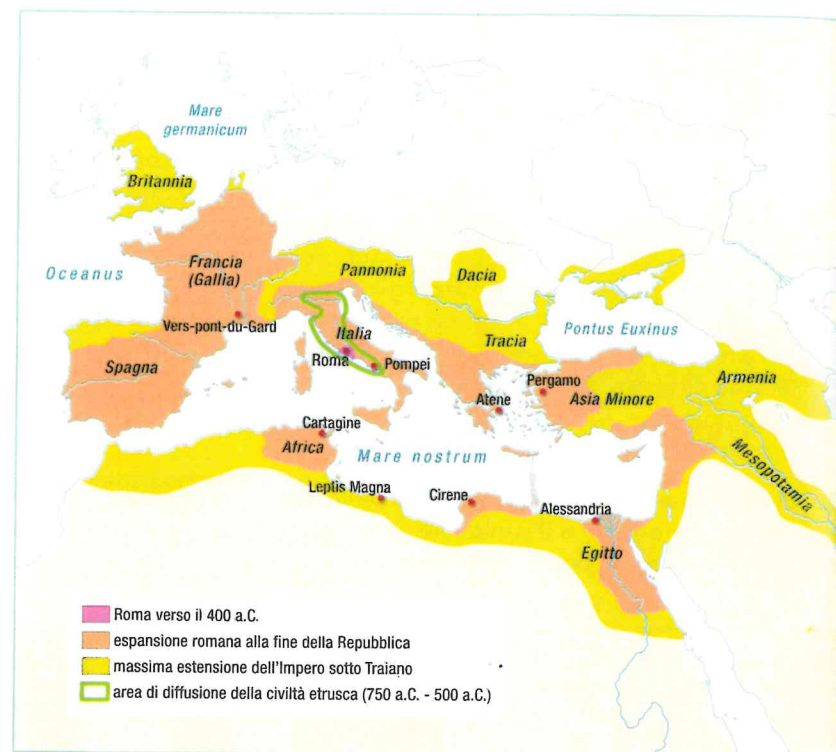 Mare
germanicum
Britannia
Oceanus
Francia
(Gallia)
Pannonia
Dacia
Vers-pont-du-Gard
Italia
Tracia
Pontus Euxinus
Spagna
Roma
Pompei
Pergamo
Armenia
Atene
Asia Minore
Cartagine
Africa
Mare nostrum
Mesopotamia
Leptis Magna
Cirene
Alessandria
Egitto
Roma verso il 400 a.C.
espansione romana alla fine della Repubblica
massima estensione dell'Impero sotto Traiano
area di diffusione della civiltà etrusca (750 a.C. - 500 a.C.)